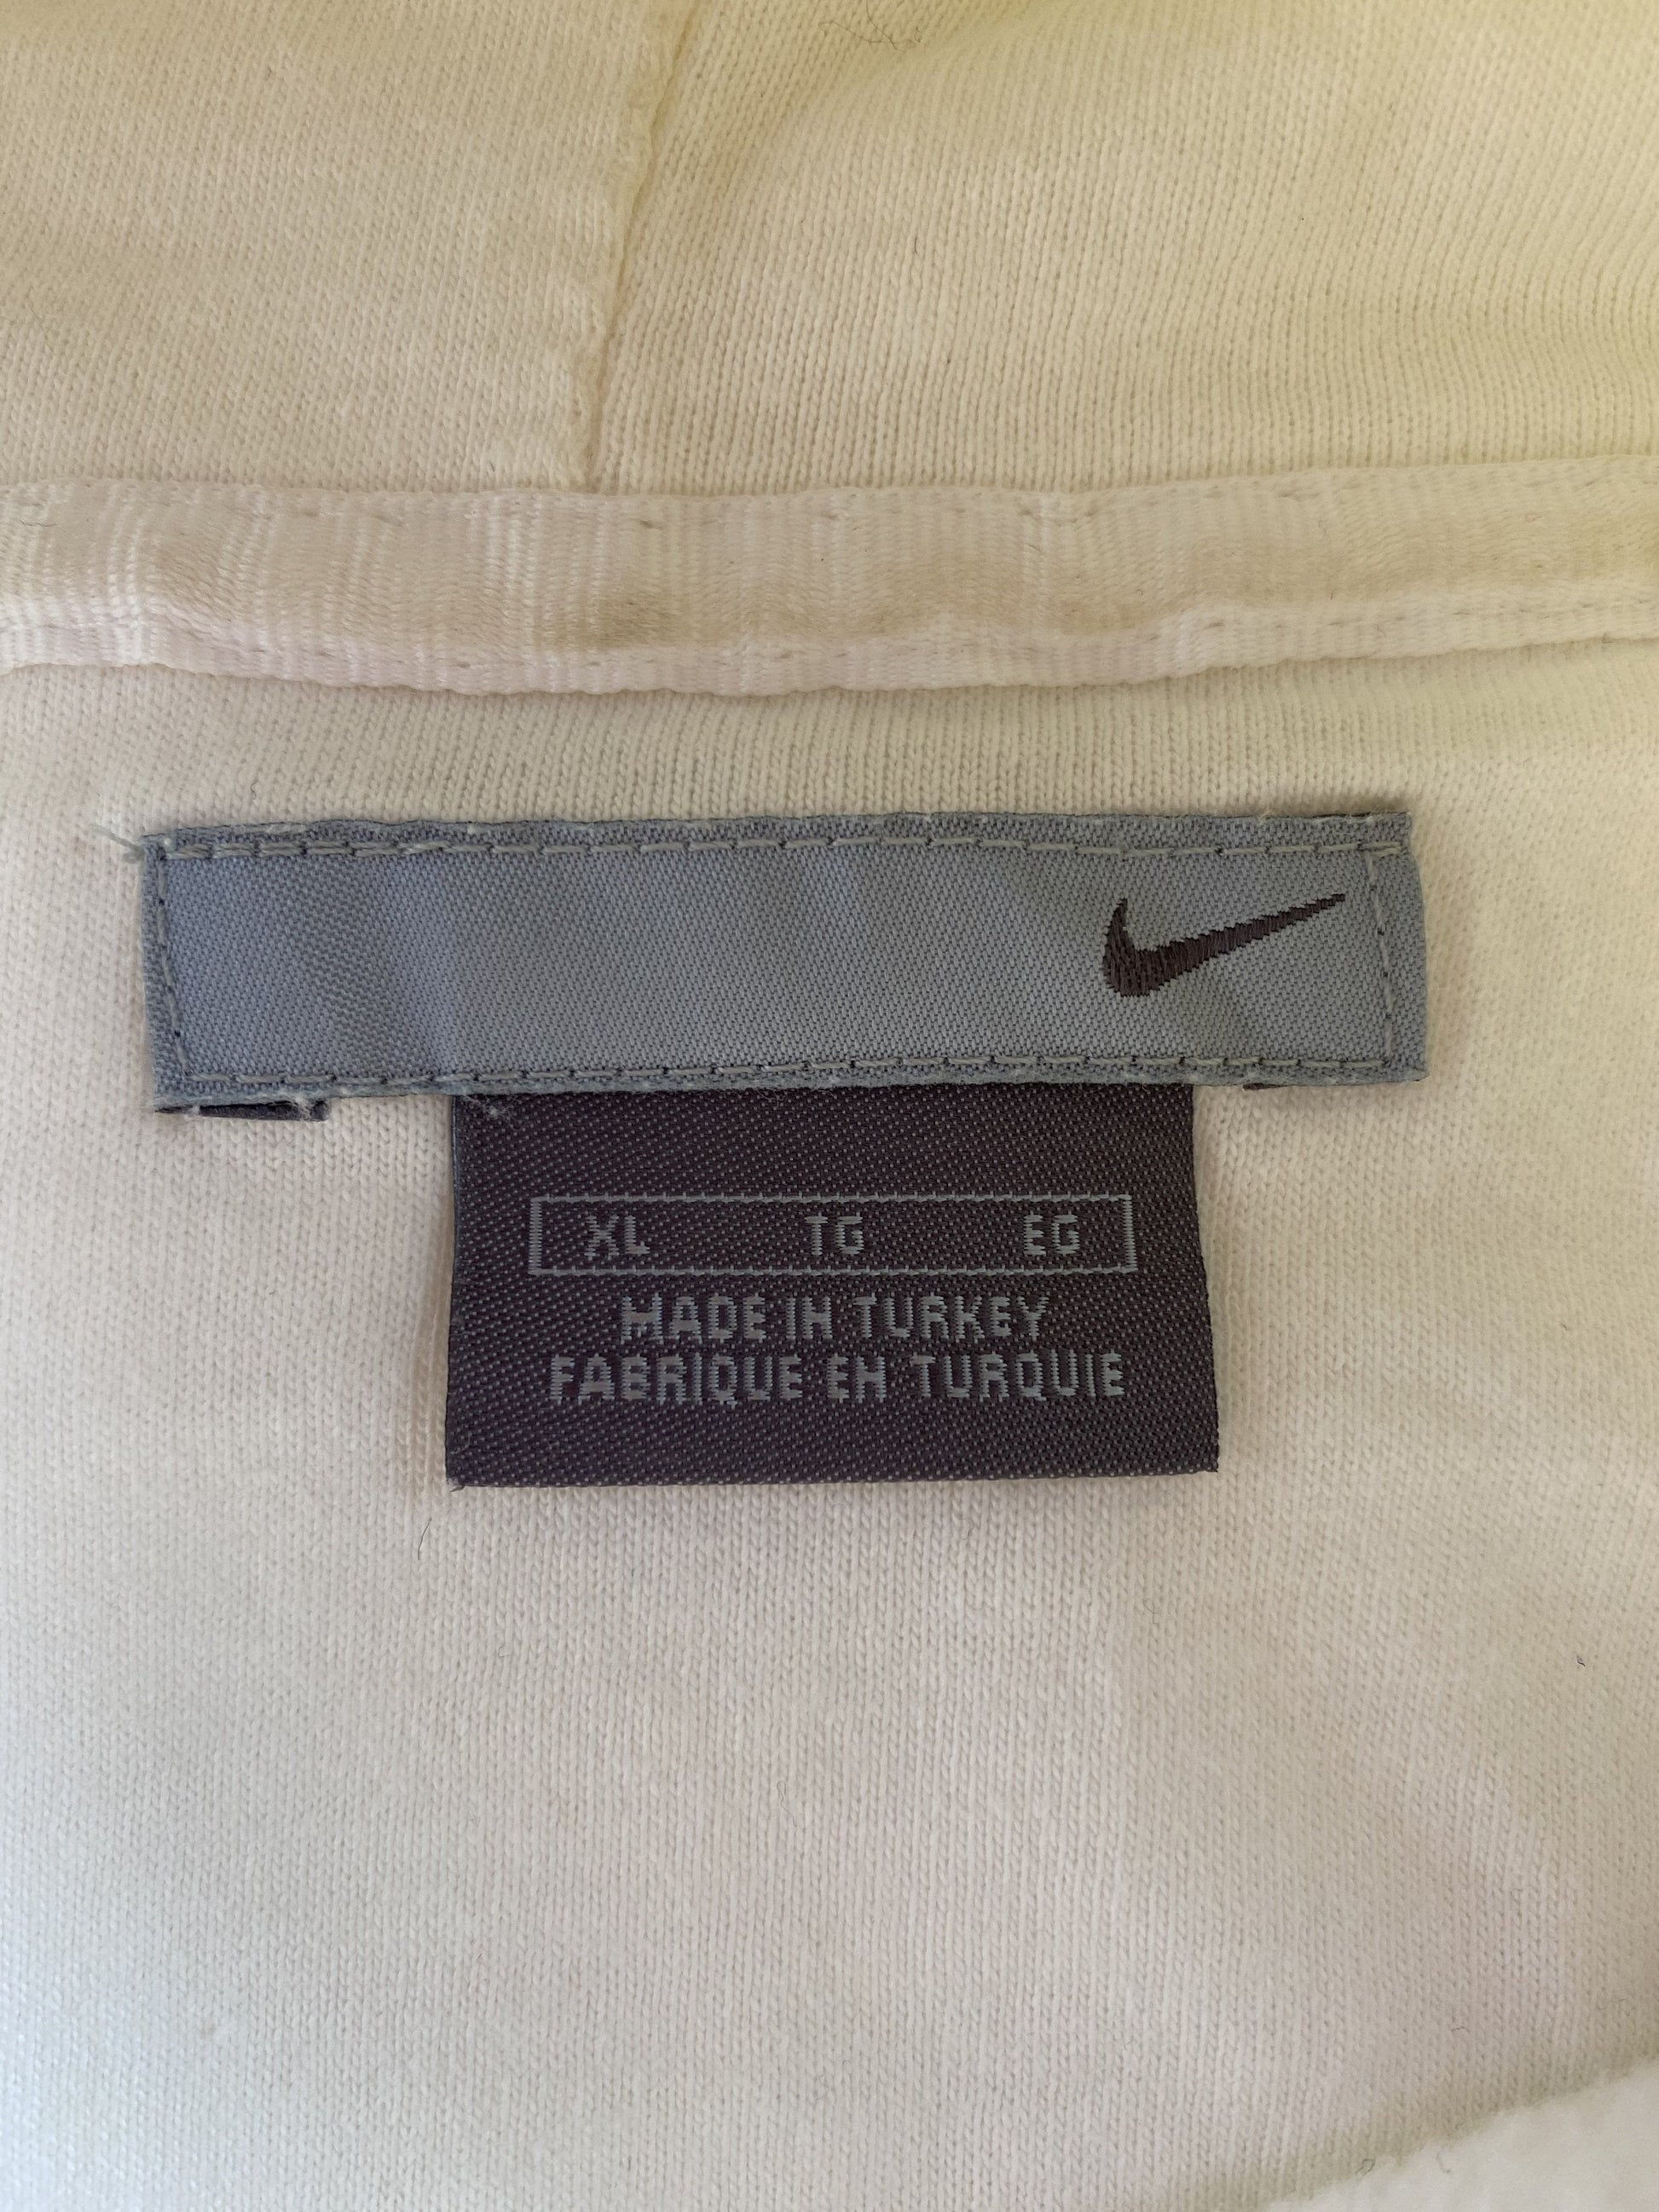 XL TG EG
MADE IN TURKEY
FABRIQUE EN TURQUIE